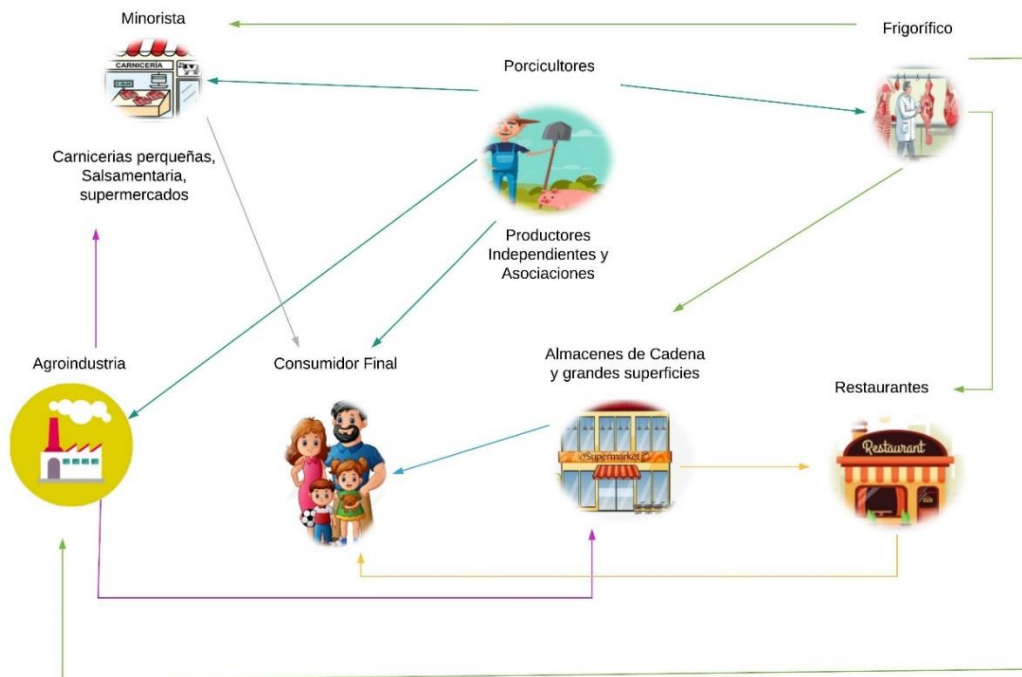 Minorista
Frigorífico
Porcicultores
CARNICERÍA
Carnicerias perqueñas,
Salsamentaria,
supermercados
Productores
Independientes y
Asociaciones
Agroindustria
Consumidor Final
Almacenes de Cadena
y grandes superficies
Restaurantes
Supermarket
Restaurant